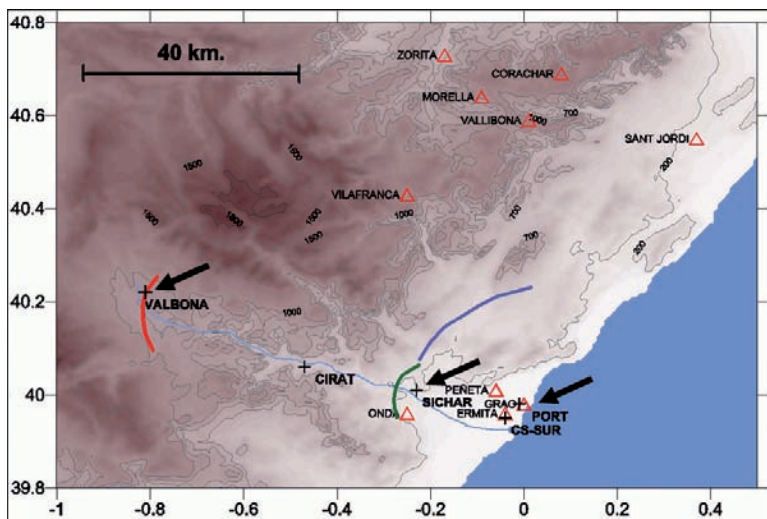 40.8
40 km.
ZORITA
CORACHAR
40.6
MORELLA
700
VALLIBONA
1000
SANT JORDI
1500
1500
200
VILAFRANCA
40.4
1500
1800
1500
1000
700
1500
700
200
40.2
VALBONA
1000
CIRAT
40
SICHAR
PEÑETA
GRAO
ONDA
ERMITA
PORT
CS-SUR
39.8
-1
-0.8
-0.6
-0.4
-0.2
0
0.2
0.4